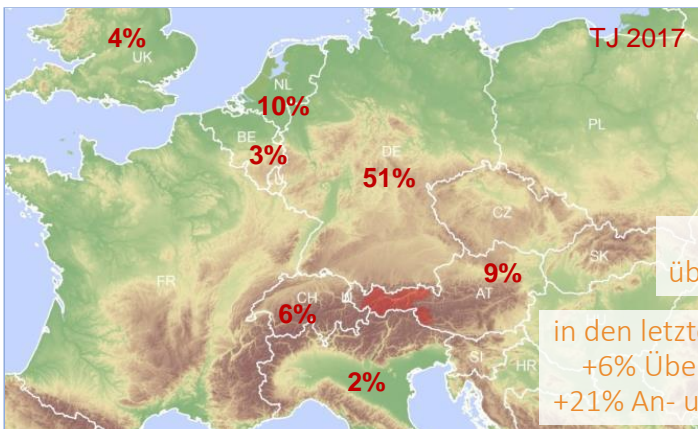 4%
UK
TJ 2017
NL
10%
BE
3%
DE
51%
PL
CZ
SK
üb
9%
AT
FR
CH
6%
in den letzt
+6% Übe
SI
HR
2%
+21% An- u